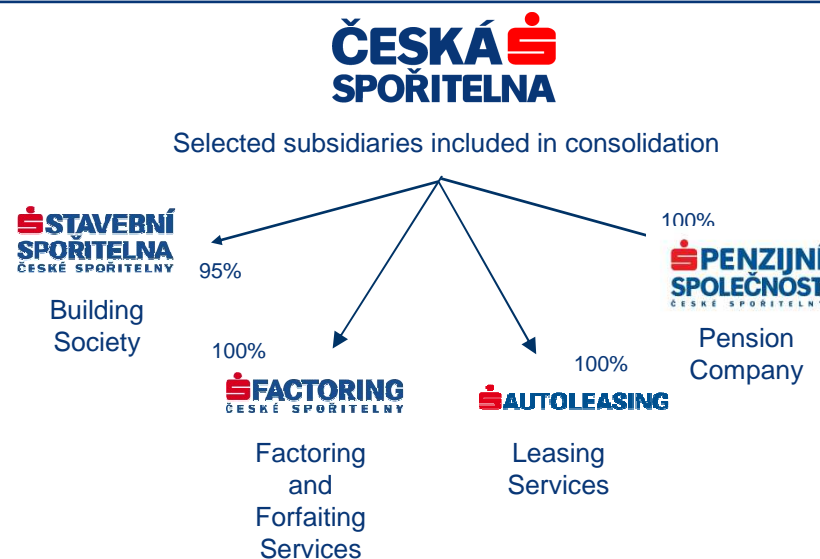 ČESKÁ
SPOŘITELNA
Selected subsidiaries included in consolidation
STAVEBNÍ
SPOŘITELNA
ČESKÉ SPOŘITELNY
95%
Building
Society
100%
FACTORING
ČESKÉ SPOŘITELNY
Factoring
and
Forfaiting
Services
100%
AUTOLEASING
Leasing
Services
100%
PENZIJNÍ
SPOLEČNOST
ČESKÉ SPOŘITELNY
Pension
Company